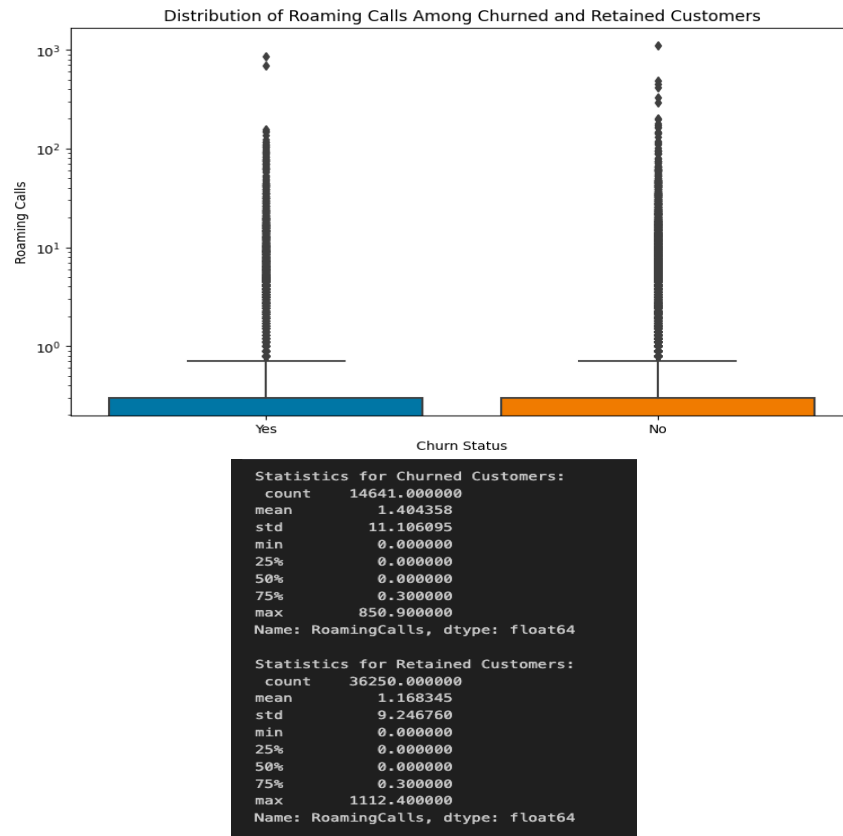 Distribution of Roaming Calls Among Churned and Retained Customers
10³
10²
10¹
10⁰
Roaming Calls
Yes
No
Churn Status
Statistics for Churned Customers:
count 14641.000000
mean 1.404358
std 11.106095
min 0.000000
25% 0.000000
50% 0.000000
75% 0.300000
max 850.900000
Name: RoamingCalls, dtype: float64
Statistics for Retained Customers:
count 36250.000000
mean 1.168345
std 9.246760
min 0.000000
25% 0.000000
50% 0.000000
75% 0.300000
max 1112.400000
Name: RoamingCalls, dtype: float64